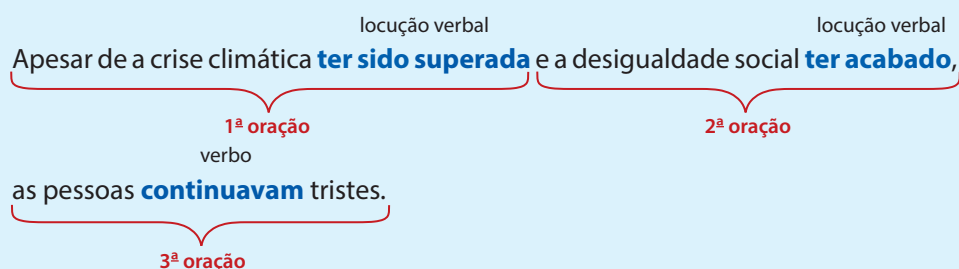 locução verbal locução verbal
Apesar de a crise climática ter sido superada e a desigualdade social ter acabado,
1ª oração 2ª oração
verbo
as pessoas continuavam tristes.
3ª oração